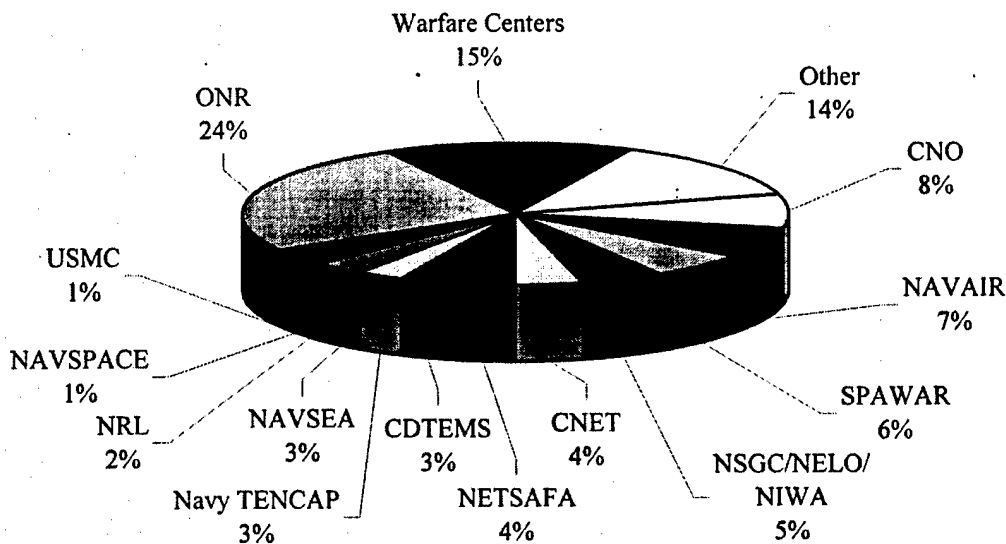 Warfare Centers
15%
Other
14%
ONR
24%
CNO
8%
USMC
1%
NAVAIR
7%
NAVSPACE
1%
SPAWAR
6%
NRL
2%
NAVSEA
3%
CDTEMS
3%
CNET
4%
NSGC/NELO/
NIWA
5%
Navy TENCAP
3%
NETSAFA
4%